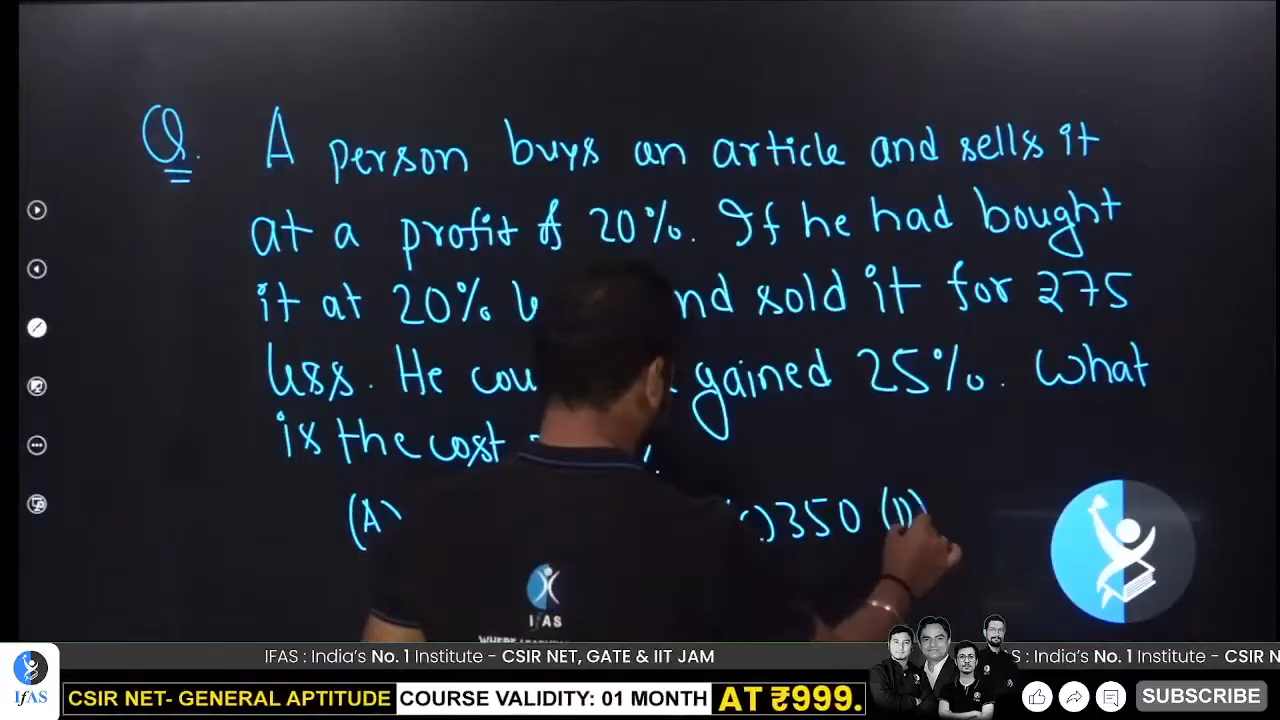 Q. A person buys an article and sells it
at a profit of 20%. If he had bought
it at 20% and sold it for ₹75
less. He gained 25%. What
is the cost
(A) 350 (D)
IFAS
IFAS : India's No. 1 Institute - CSIR NET, GATE & IIT JAM
S : India's No. 1 Institute - CSIR N
IFAS
CSIR NET- GENERAL APTITUDE COURSE VALIDITY: 01 MONTH AT ₹999.
SUBSCRIBE